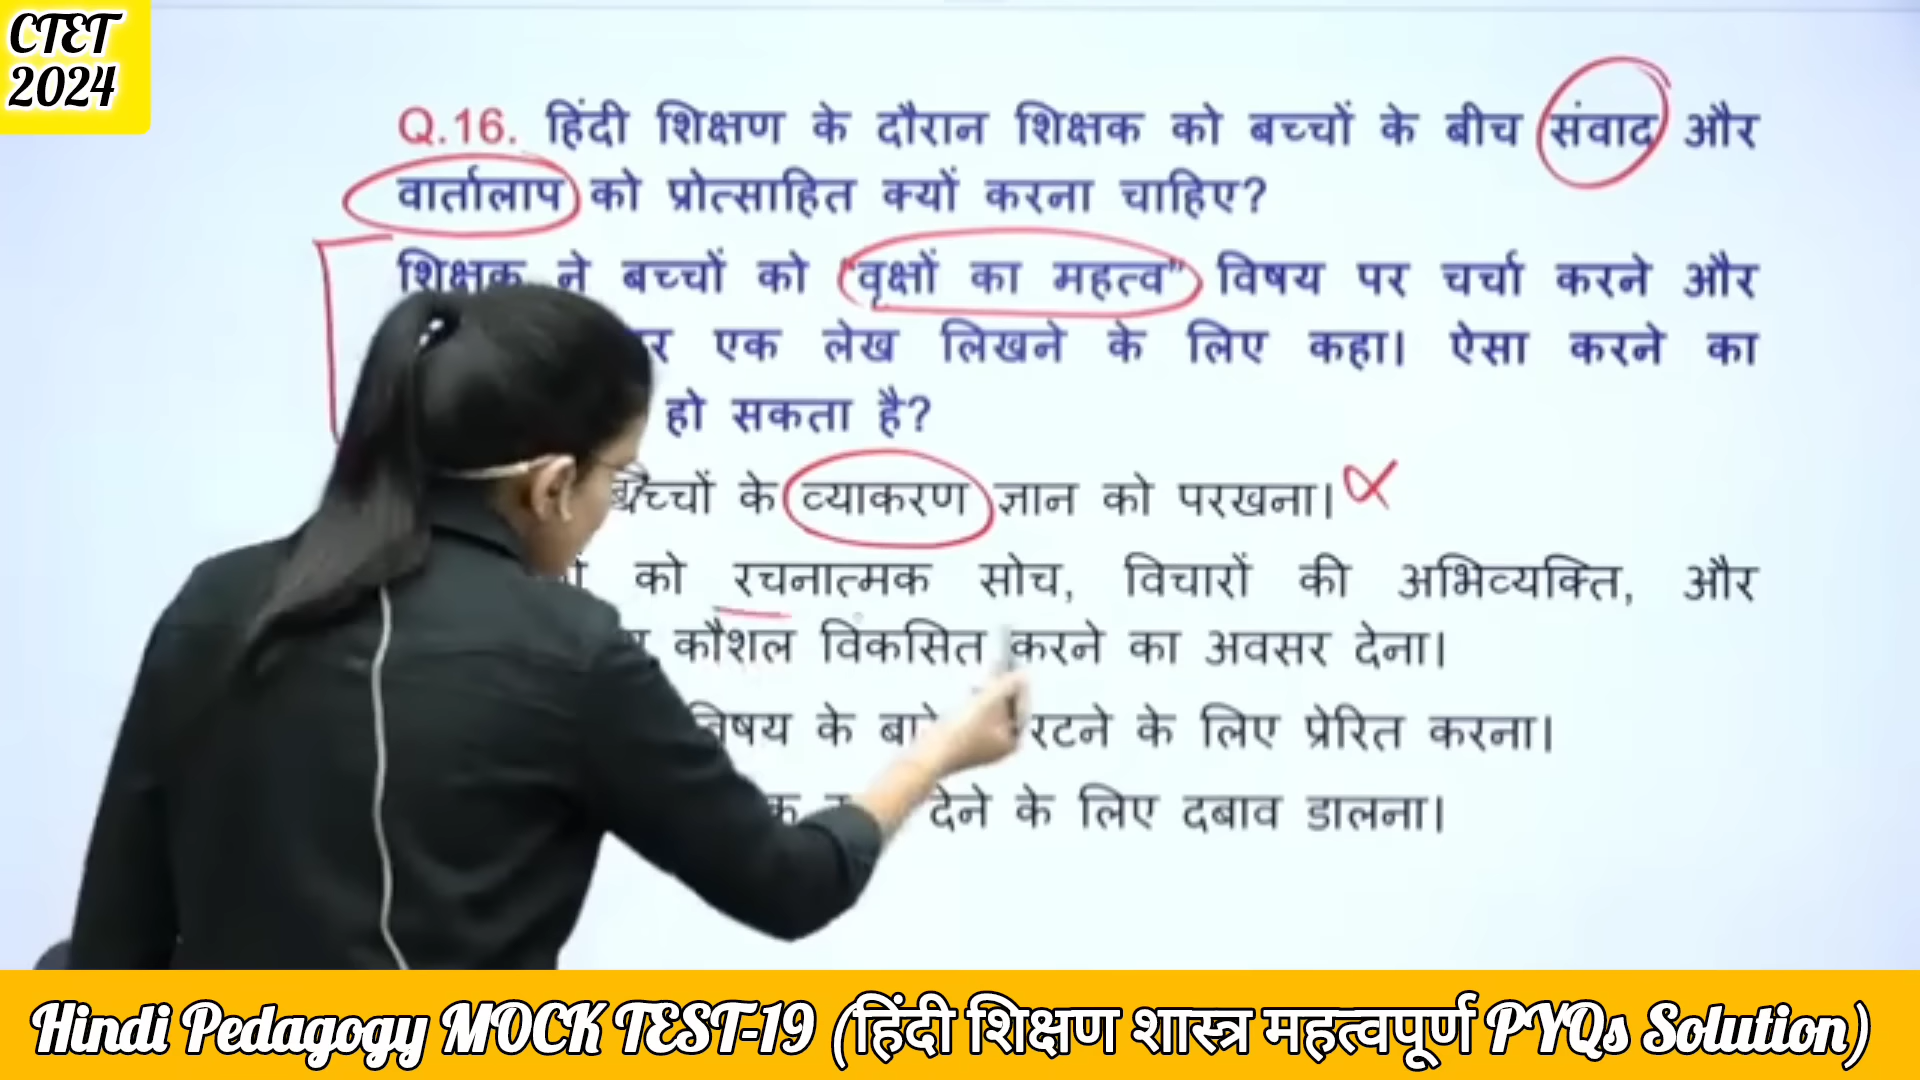 CTET
2024
Q.16. हिंदी शिक्षण के दौरान शिक्षक को बच्चों के बीच संवाद और
वार्तालाप को प्रोत्साहित क्यों करना चाहिए?
शिक्षक ने बच्चों को "वृक्षों का महत्व" विषय पर चर्चा करने और
एक लेख लिखने के लिए कहा। ऐसा करने का
हो सकता है?
बच्चों के व्याकरण ज्ञान को परखना।
को रचनात्मक सोच, विचारों की अभिव्यक्ति, और
कौशल विकसित करने का अवसर देना।
विषय के रटने के लिए प्रेरित करना।
देने के लिए दबाव डालना।
Hindi Pedagogy MOCK TEST-19 (हिंदी शिक्षण शास्त्र महत्वपूर्ण PYQs Solution)